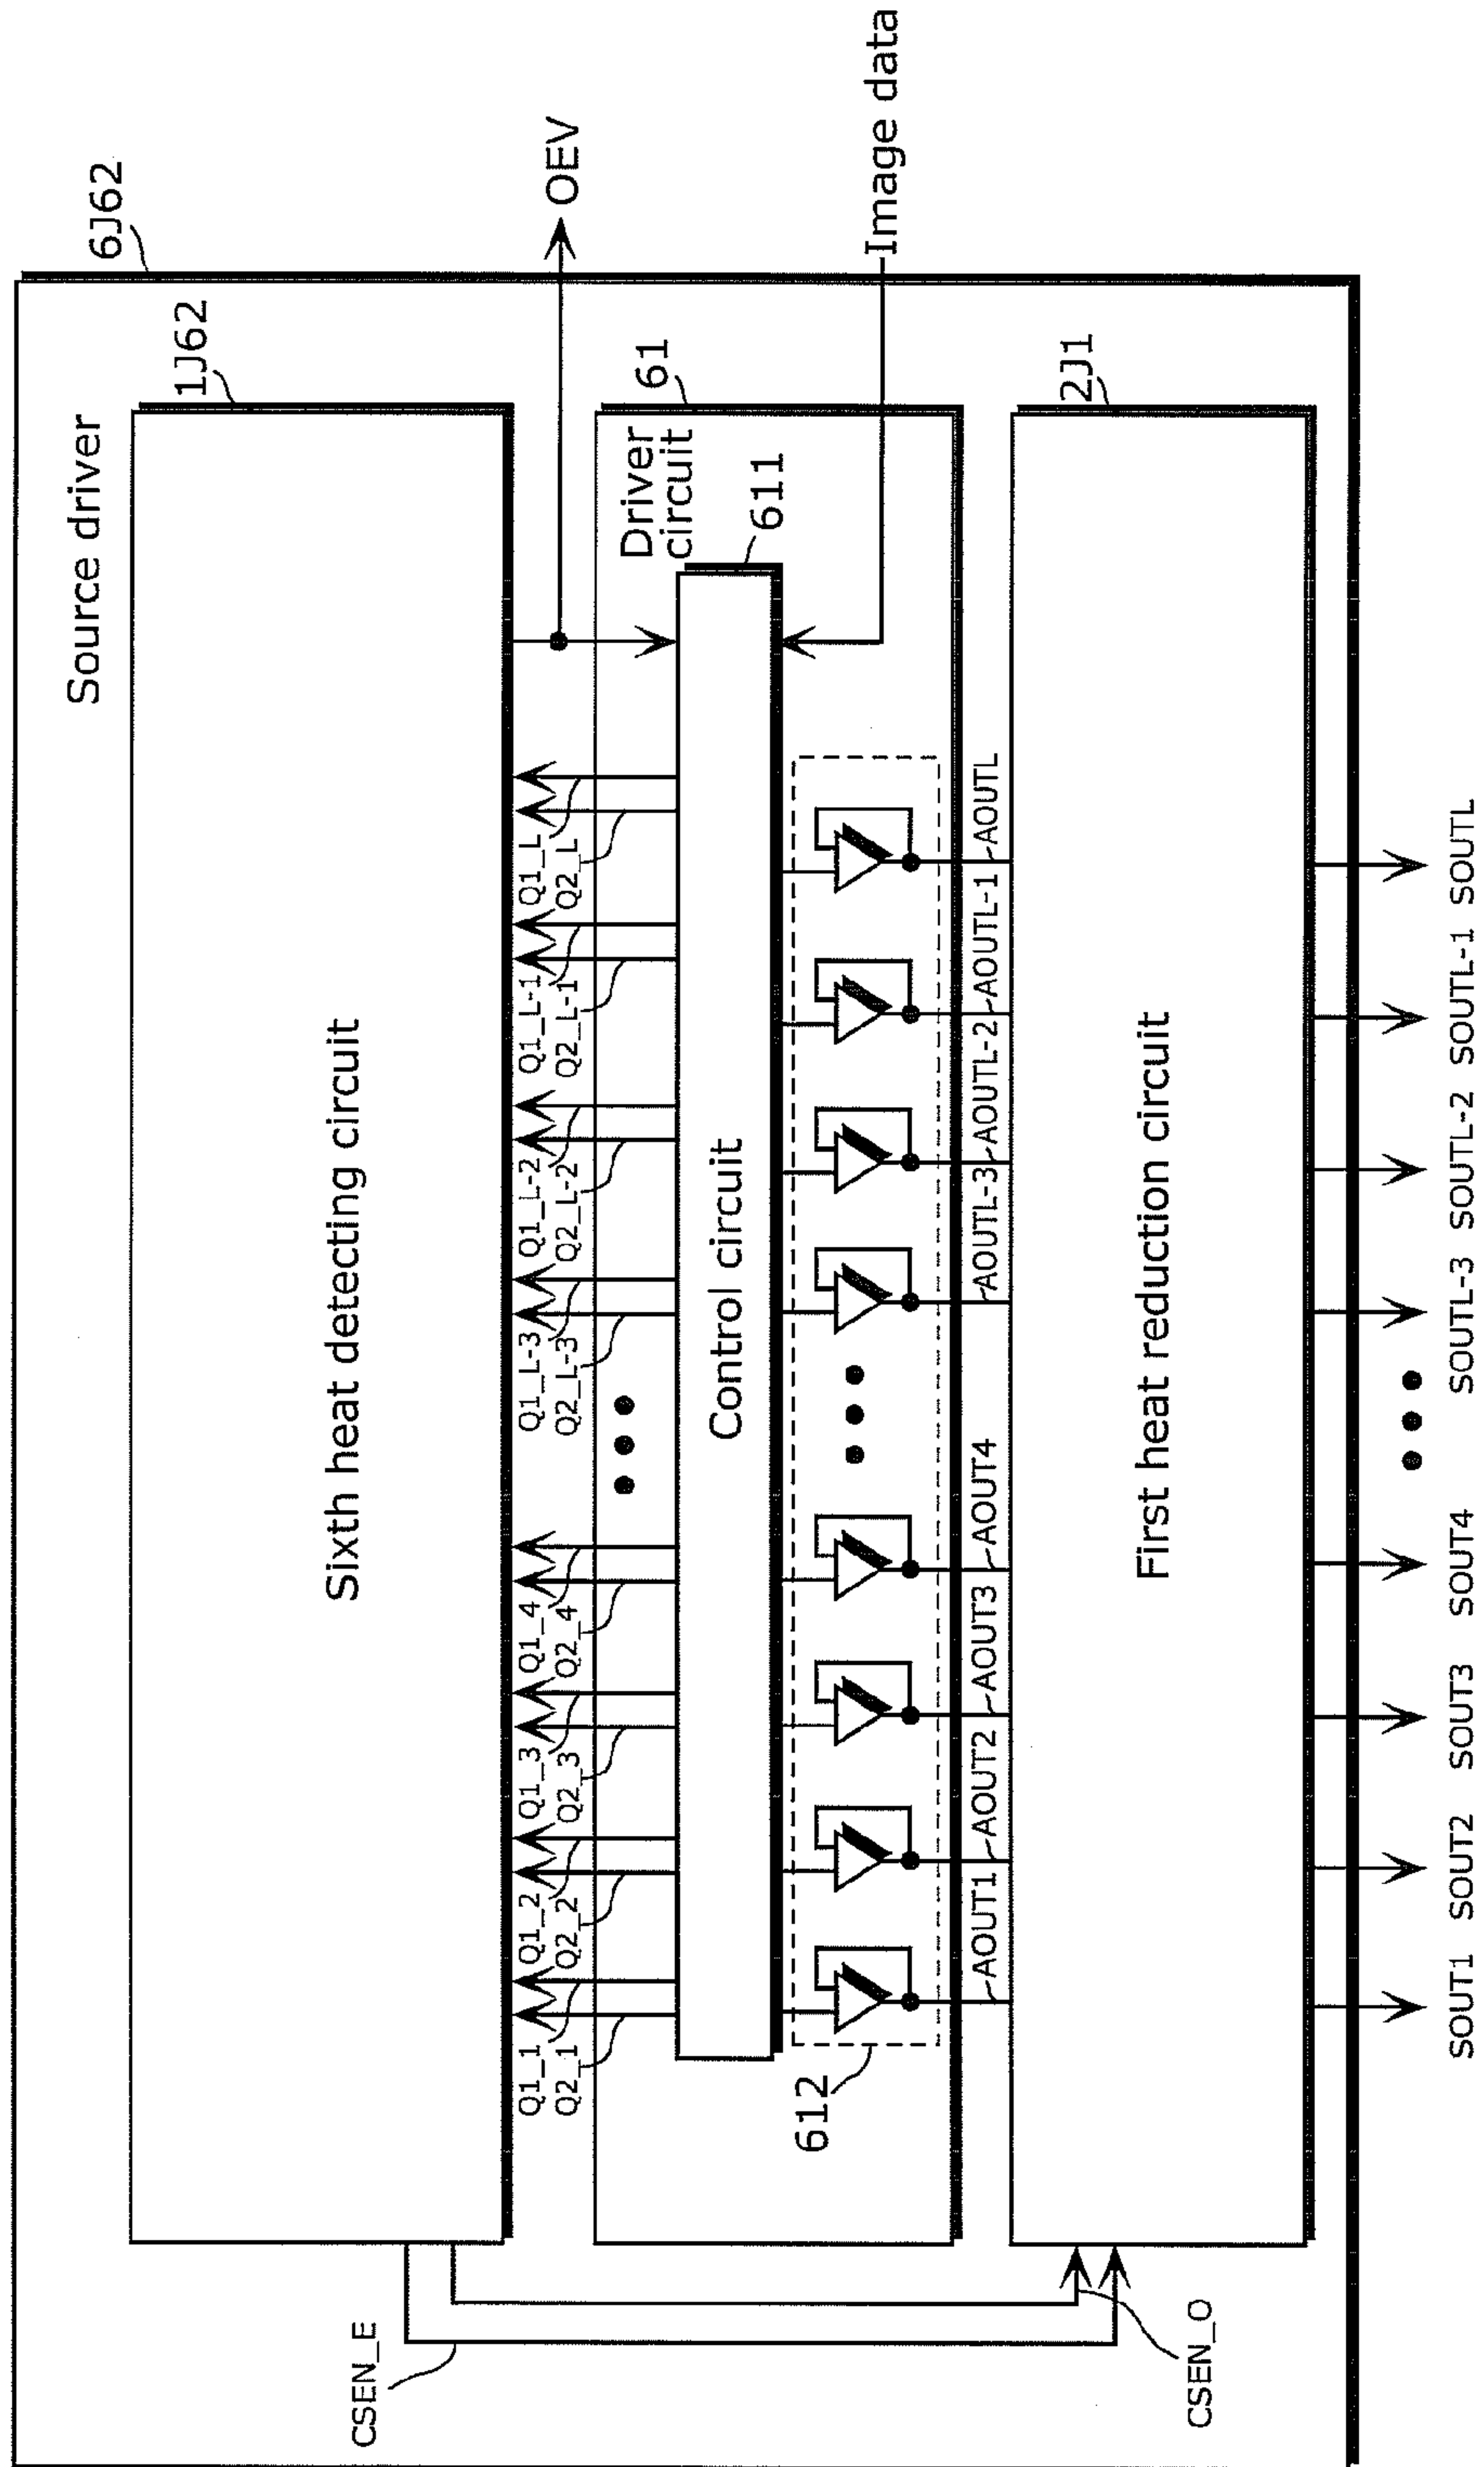 Source driver
6J62
1J62
Sixth heat detecting circuit
OEV
Q1_1
Q2_1
Q1_2
Q2_2
Q1_3
Q2_3
Q1_4
Q2_4
Q1_L-3
Q2_L-3
Q1_L-2
Q2_L-2
Q1_L-1
Q2_L-1
Q1_L
Q2_L
61
Driver
circuit
611
Control circuit
Image data
612
AOUT1
AOUT2
AOUT3
AOUT4
AOUTL-3
AOUTL-2
AOUTL-1
AOUTL
2J1
First heat reduction circuit
CSEN_E
CSEN_O
SOUT1
SOUT2
SOUT3
SOUT4
SOUTL-3
SOUTL-2
SOUTL-1
SOUTL